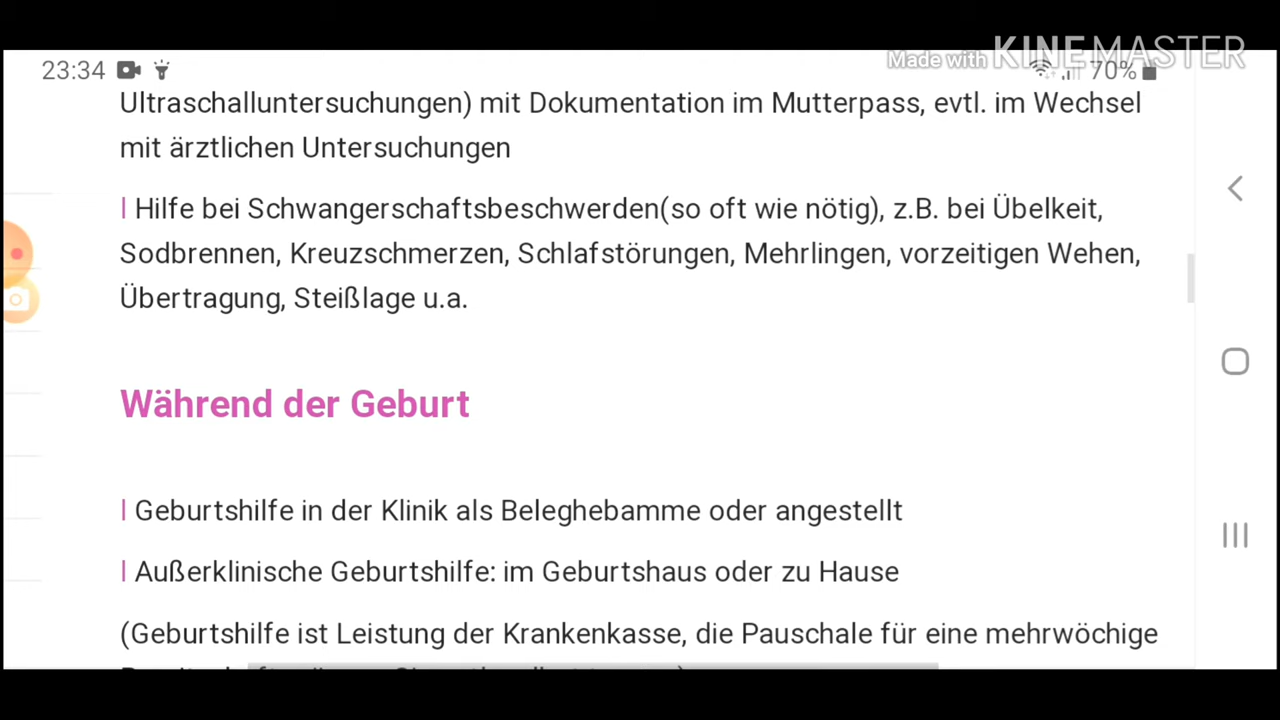 Made with KINEMASTER
23:34 70%
Ultraschalluntersuchungen) mit Dokumentation im Mutterpass, evtl. im Wechsel
mit ärztlichen Untersuchungen
| Hilfe bei Schwangerschaftsbeschwerden(so oft wie nötig), z.B. bei Übelkeit,
Sodbrennen, Kreuzschmerzen, Schlafstörungen, Mehrlingen, vorzeitigen Wehen,
Übertragung, Steißlage u.a.
Während der Geburt
| Geburtshilfe in der Klinik als Beleghebamme oder angestellt
| Außerklinische Geburtshilfe: im Geburtshaus oder zu Hause
(Geburtshilfe ist Leistung der Krankenkasse, die Pauschale für eine mehrwöchige